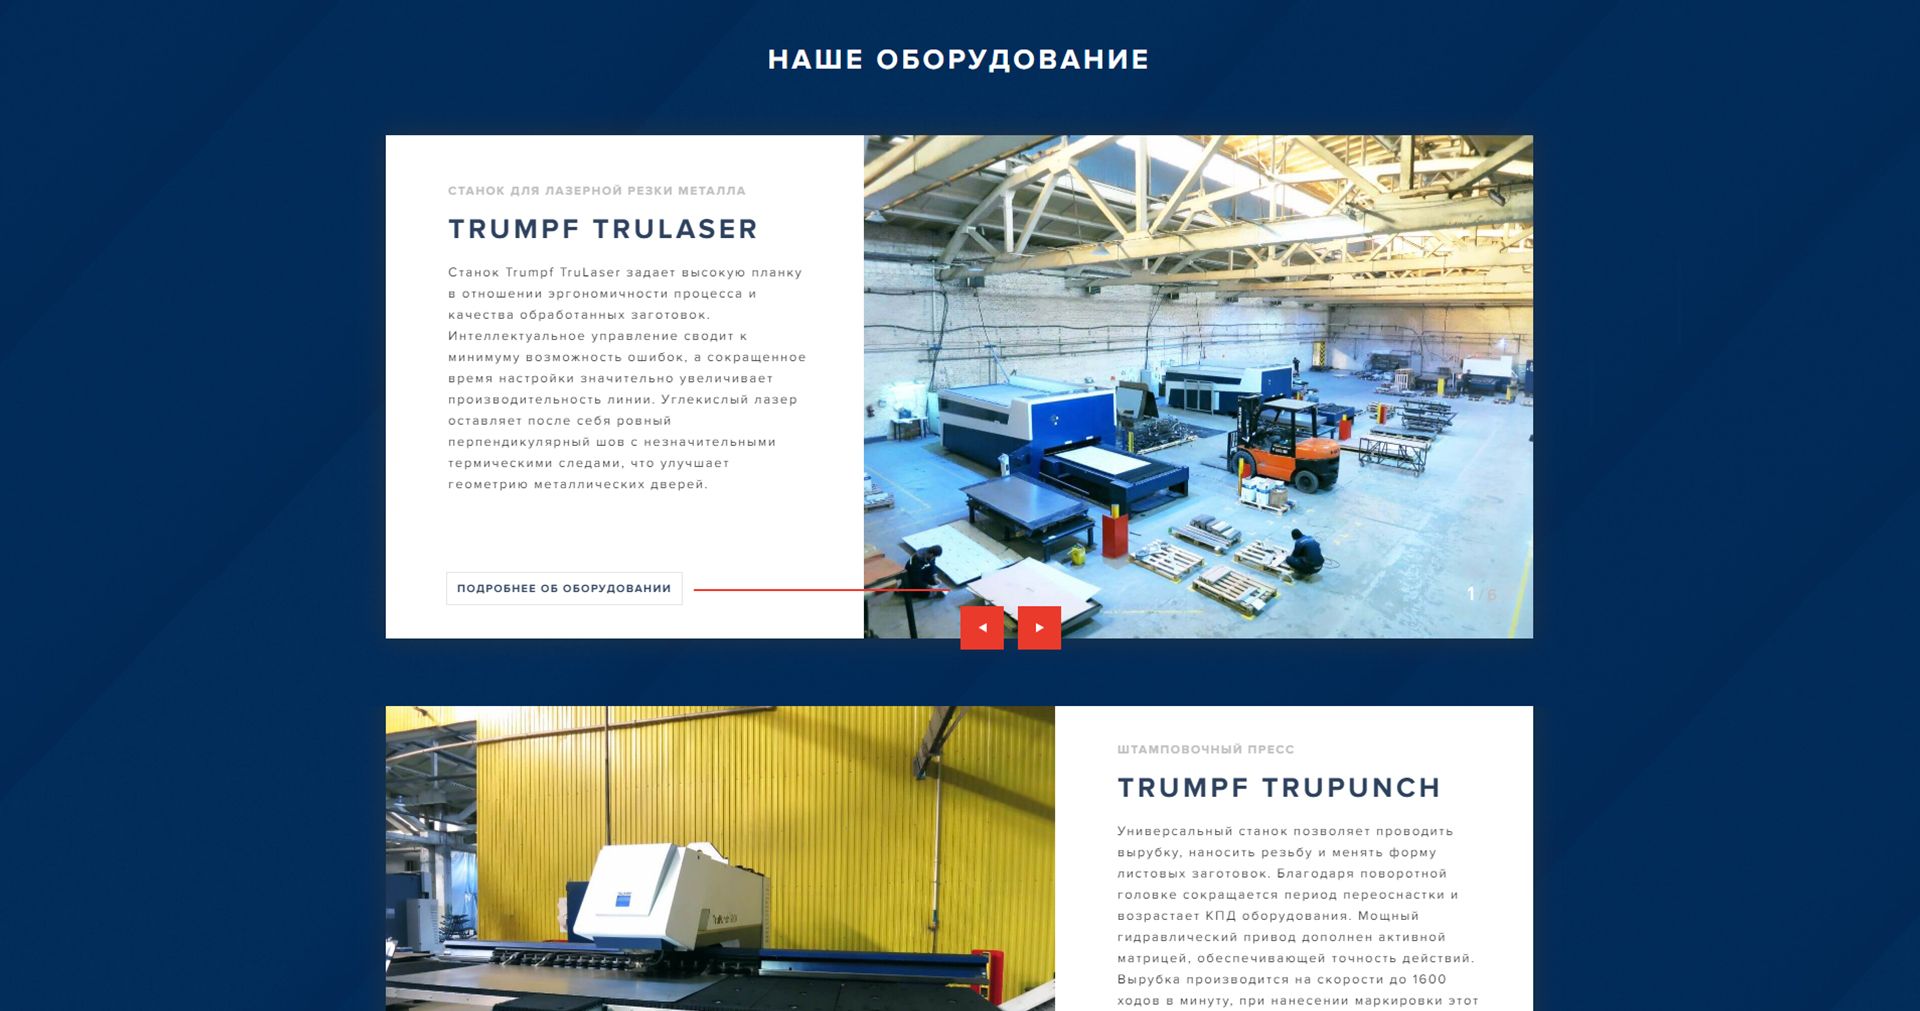 НАШЕ ОБОРУДОВАНИЕ
СТАНОК ДЛЯ ЛАЗЕРНОЙ РЕЗКИ МЕТАЛЛА
TRUMPF TRULASER
Станок Trumpf TruLaser задает высокую планку
в отношении эргономичности процесса и
качества обработанных заготовок.
Интеллектуальное управление сводит к
минимуму возможность ошибок, а сокращенное
время настройки значительно увеличивает
производительность линии. Углекислый лазер
оставляет после себя ровный
перпендикулярный шов с незначительными
термическими следами, что улучшает
геометрию металлических дверей.
ПОДРОБНЕЕ ОБ ОБОРУДОВАНИИ
1/6
ШТАМПОВОЧНЫЙ ПРЕСС
TRUMPF TRUPUNCH
Универсальный станок позволяет проводить
вырубку, наносить резьбу и менять форму
листовых заготовок. Благодаря поворотной
головке сокращается период переоснастки и
возрастает КПД оборудования. Мощный
гидравлический привод дополнен активной
матрицей, обеспечивающей точность действий.
Вырубка производится на скорости до 1600
ходов в минуту, при нанесении маркировки этот